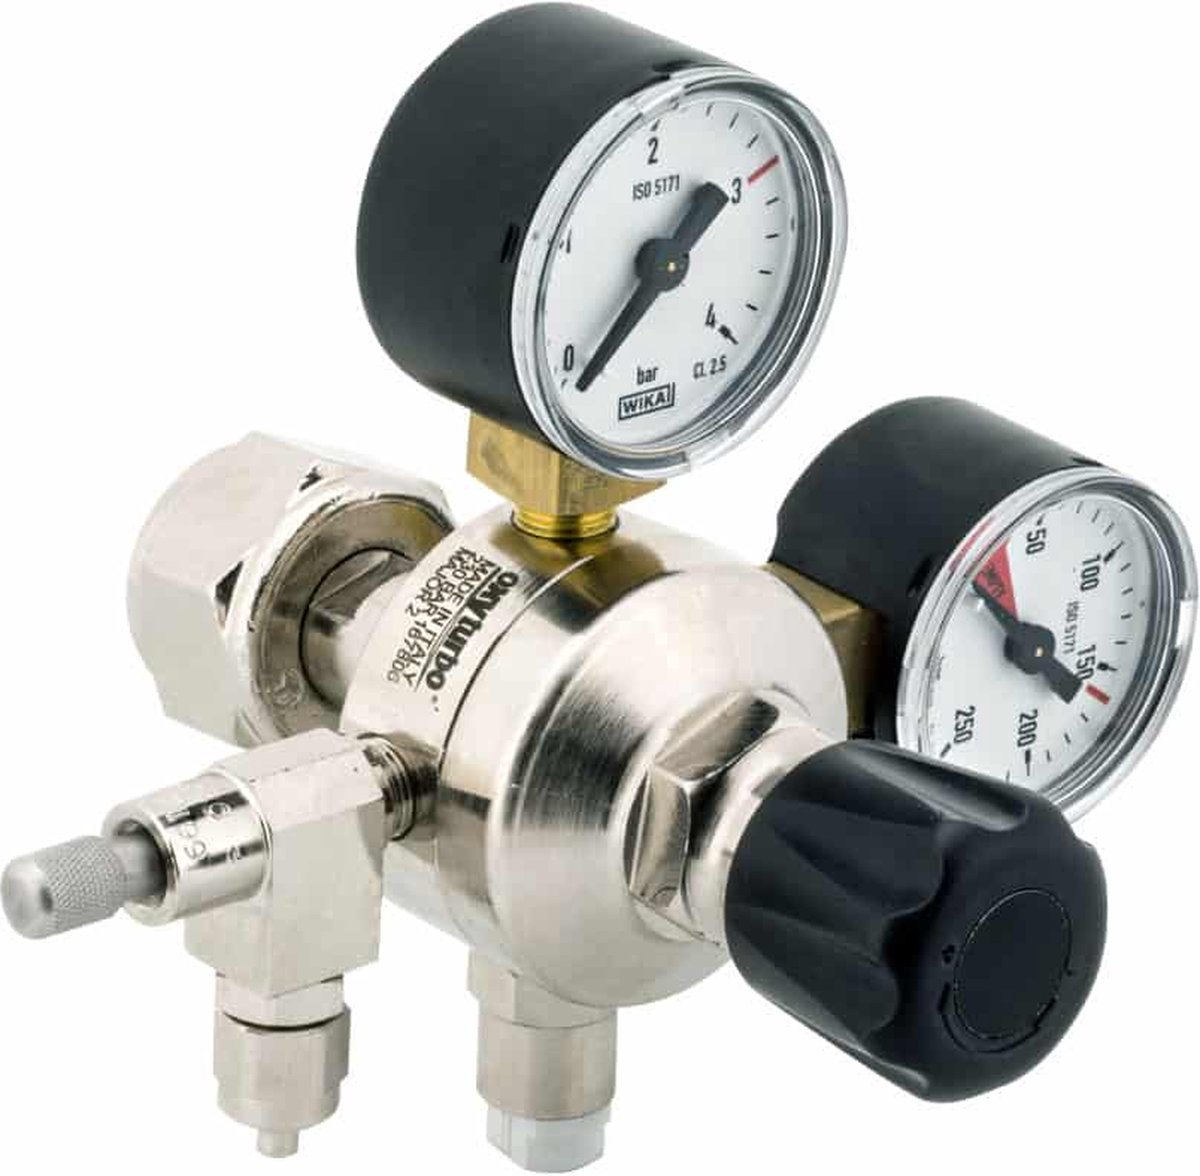 2
ISO 5171
3
1
0
4
bar
CL 2.5
WIKA
50
100
ISO 5171
150
200
250
oxyturbo
MADE IN ITALY
MAJOR 2